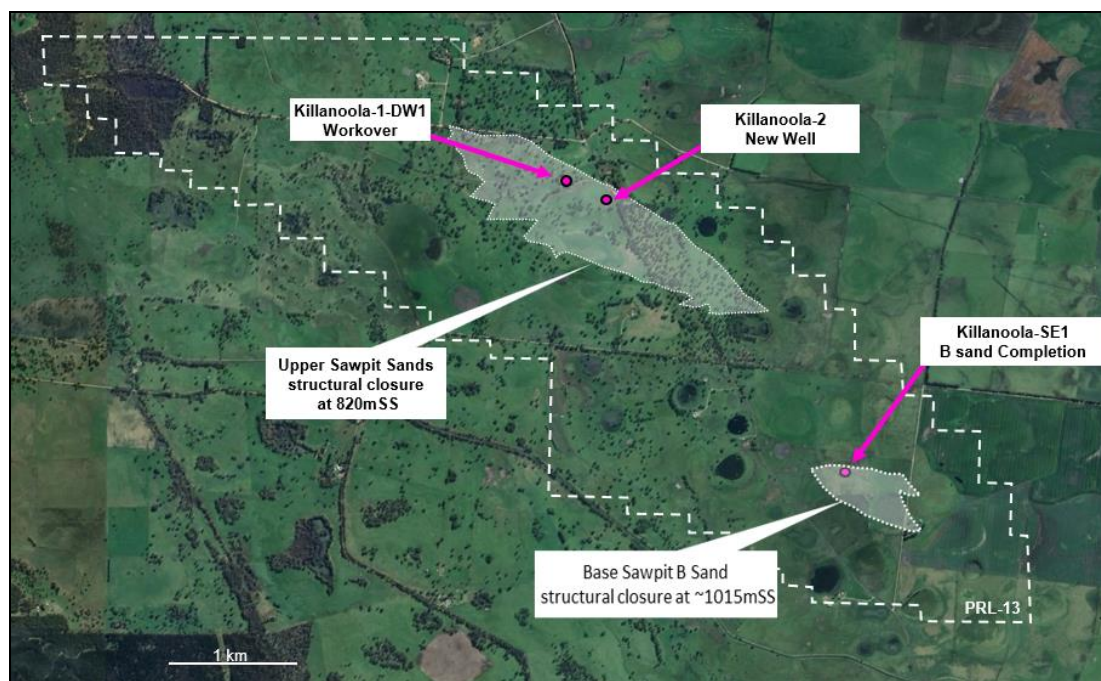 Killanoola-1-DW1
Workover
Killanoola-2
New Well
Killanoola-SE1
B sand Completion
Upper Sawpit Sands
structural closure
at 820mSS
Base Sawpit B Sand
structural closure at ~1015mSS
PRL-13
1 km